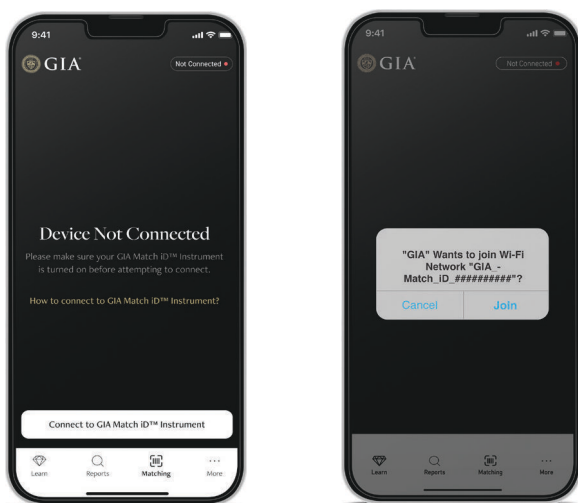 9:41
GIA
Not Connected
Device Not Connected
Please make sure your GIA Match iD™ Instrument
is turned on before attempting to connect.
How to connect to GIA Match iD™ Instrument?
Connect to GIA Match iD™ Instrument
Learn
Reports
Matching
More
9:41
GIA
Not Connected
"GIA" Wants to join Wi-Fi
Network "GIA_-
Match_iD_##########"?
Cancel
Join
Learn
Reports
Matching
More